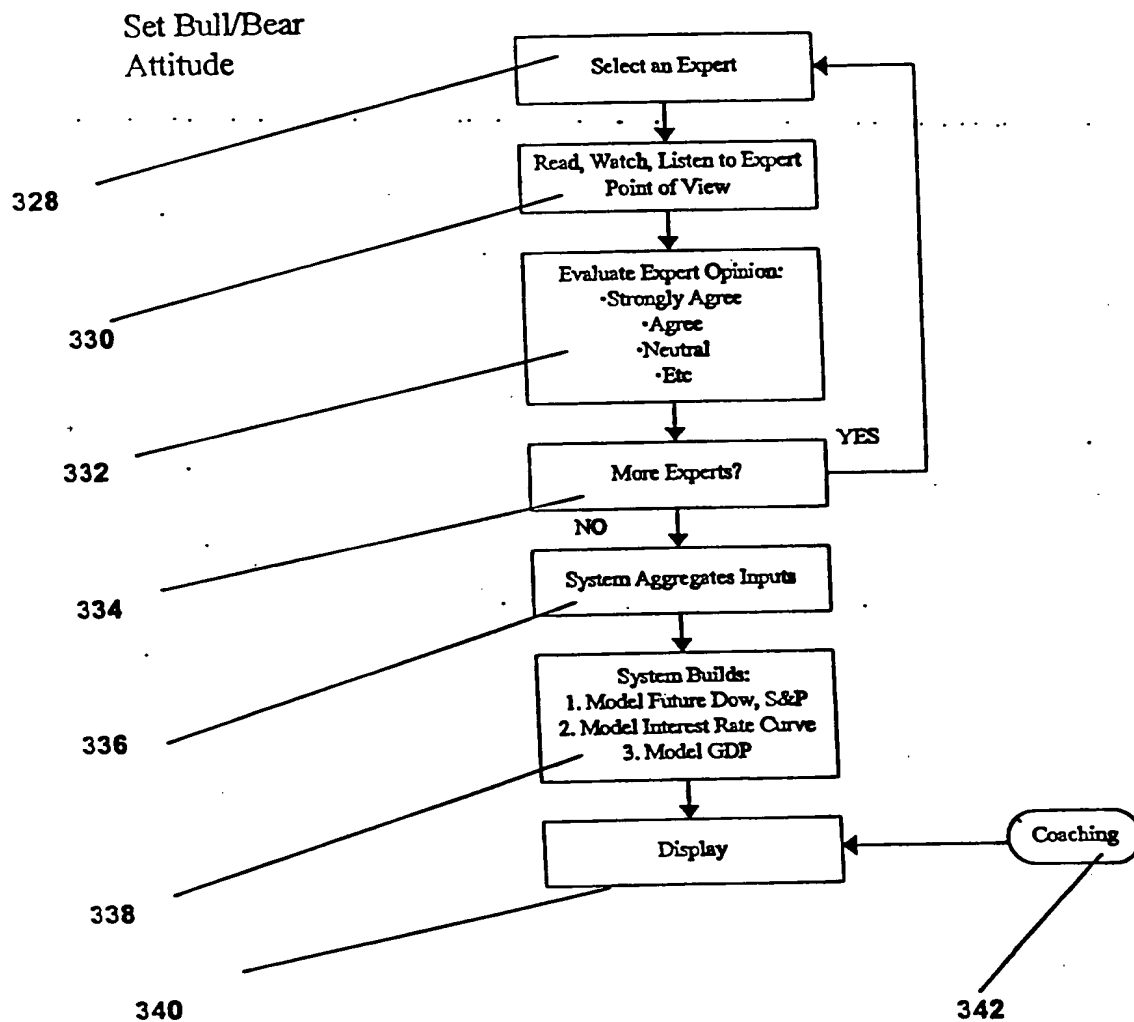 Set Bull/Bear
Attitude
Select an Expert
328
Read, Watch, Listen to Expert
Point of View
330
Evaluate Expert Opinion:
•Strongly Agree
•Agree
•Neutral
•Etc
332
YES
More Experts?
334
NO
System Aggregates Inputs
336
System Builds:
1. Model Future Dow, S&P
2. Model Interest Rate Curve
3. Model GDP
338
Display
340
Coaching
342